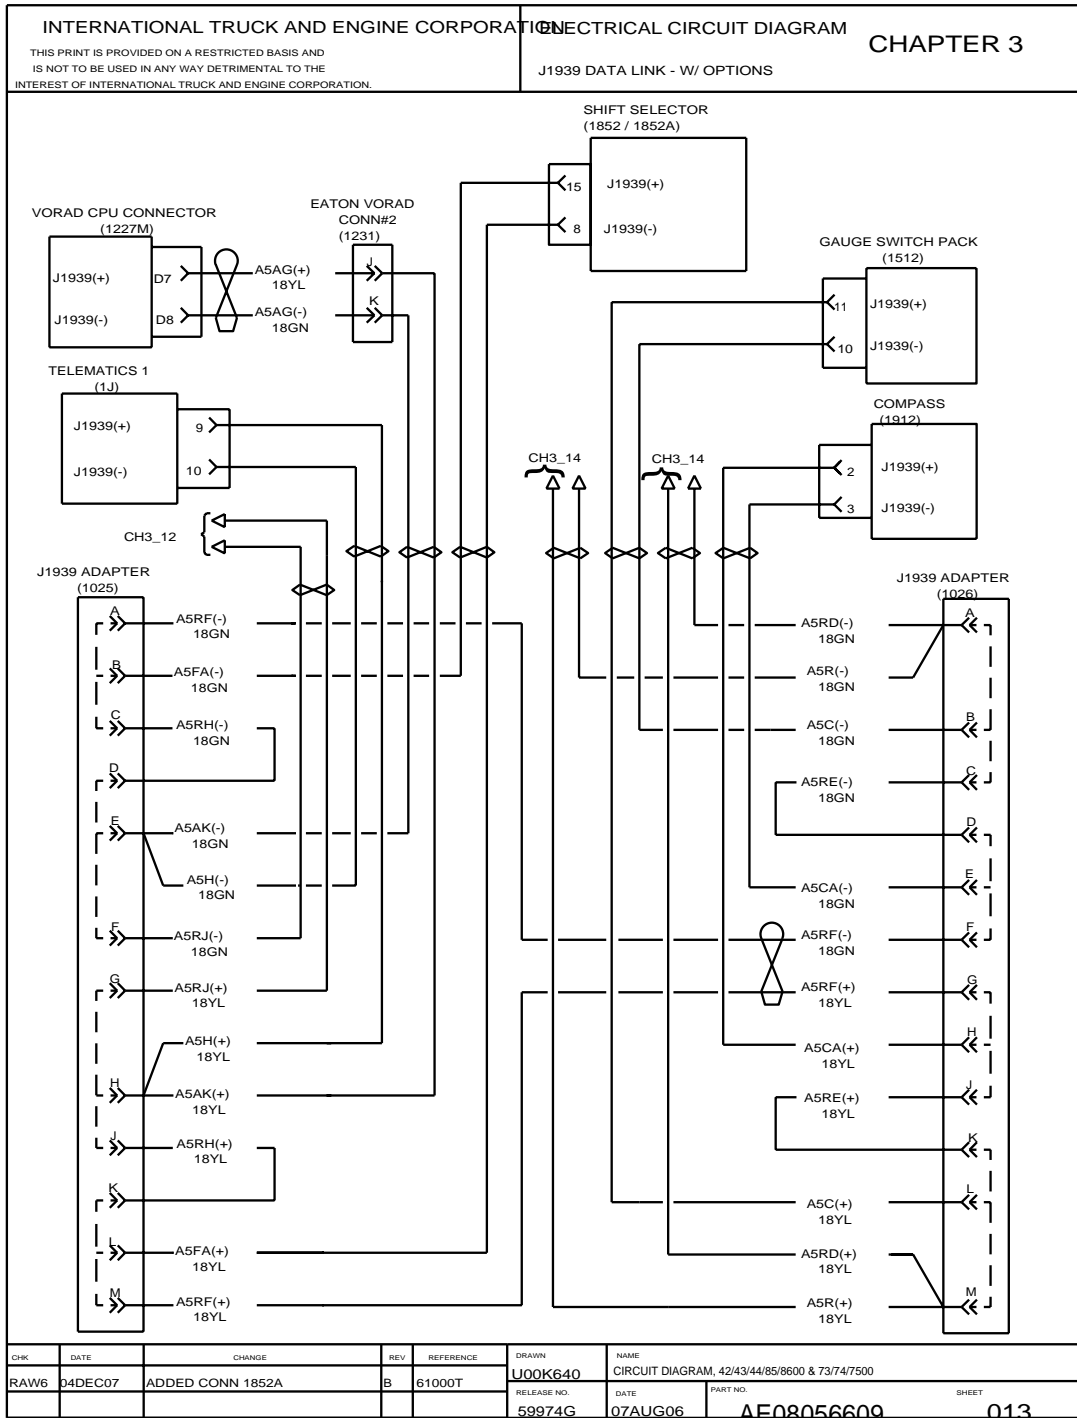 INTERNATIONAL TRUCK AND ENGINE CORPORATION
THIS PRINT IS PROVIDED ON A RESTRICTED BASIS AND
IS NOT TO BE USED IN ANY WAY DETRIMENTAL TO THE
INTEREST OF INTERNATIONAL TRUCK AND ENGINE CORPORATION.
ELECTRICAL CIRCUIT DIAGRAM
J1939 DATA LINK - W/ OPTIONS
CHAPTER 3
SHIFT SELECTOR
(1852 / 1852A)
15
J1939(+)
8
J1939(-)
VORAD CPU CONNECTOR
(1227M)
J1939(+)
D7
J1939(-)
D8
A5AG(+)
18YL
A5AG(-)
18GN
EATON VORAD
CONN#2
(1231)
J
K
GAUGE SWITCH PACK
(1512)
11
J1939(+)
10
J1939(-)
TELEMATICS 1
(1J)
J1939(+)
9
J1939(-)
10
COMPASS
(1912)
2
J1939(+)
3
J1939(-)
CH3_14
CH3_14
CH3_12
J1939 ADAPTER
(1025)
A
A5RF(-)
18GN
B
A5FA(-)
18GN
C
A5RH(-)
18GN
D
E
A5AK(-)
18GN
A5H(-)
18GN
F
A5RJ(-)
18GN
G
A5RJ(+)
18YL
A5H(+)
18YL
H
A5AK(+)
18YL
J
A5RH(+)
18YL
K
L
A5FA(+)
18YL
M
A5RF(+)
18YL
J1939 ADAPTER
(1026)
A5RD(-)
18GN
A
A5R(-)
18GN
A5C(-)
18GN
B
A5RE(-)
18GN
C
D
A5CA(-)
18GN
E
A5RF(-)
18GN
F
A5RF(+)
18YL
G
A5CA(+)
18YL
H
A5RE(+)
18YL
J
K
A5C(+)
18YL
L
A5RD(+)
18YL
A5R(+)
18YL
M
CHK DATE CHANGE REV REFERENCE
RAW6 04DEC07 ADDED CONN 1852A B 61000T
DRAWN
U00K640
NAME
CIRCUIT DIAGRAM, 42/43/44/85/8600 & 73/74/7500
RELEASE NO.
59974G
DATE
07AUG06
PART NO.
AE08056609
SHEET
013